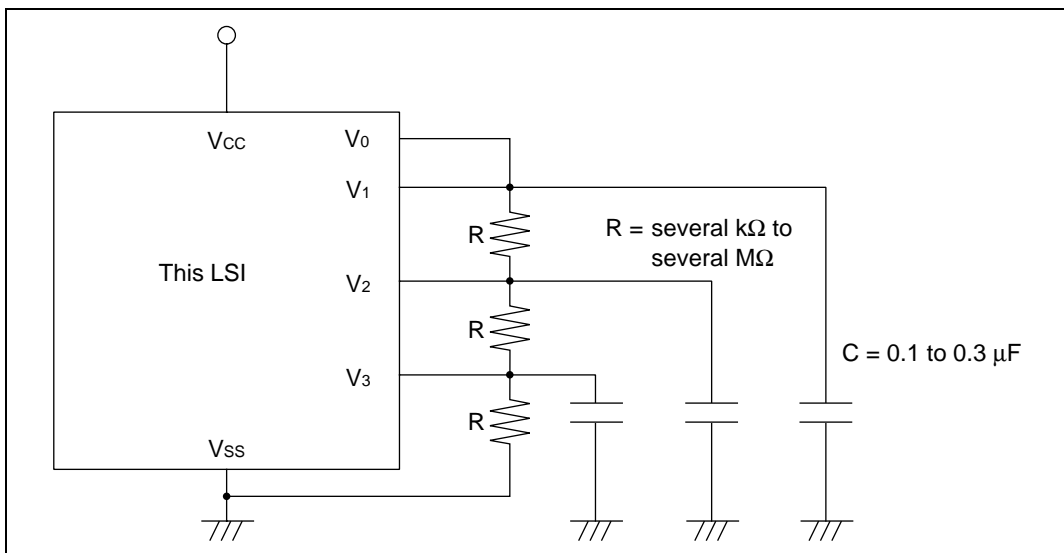 VCC
V0
V1
R
R = several kΩ to
several MΩ
This LSI
V2
R
C = 0.1 to 0.3 µF
V3
R
VSS